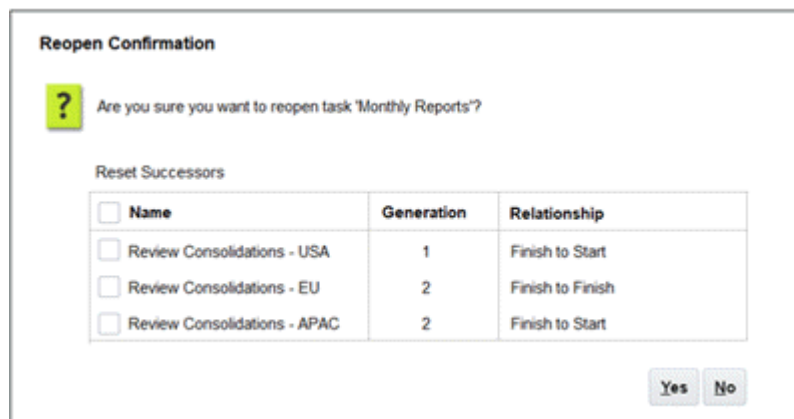 Reopen Confirmation
?
Are you sure you want to reopen task 'Monthly Reports'?
Reset Successors
Name Generation Relationship
Review Consolidations - USA 1 Finish to Start
Review Consolidations - EU 2 Finish to Finish
Review Consolidations - APAC 2 Finish to Start
Yes No